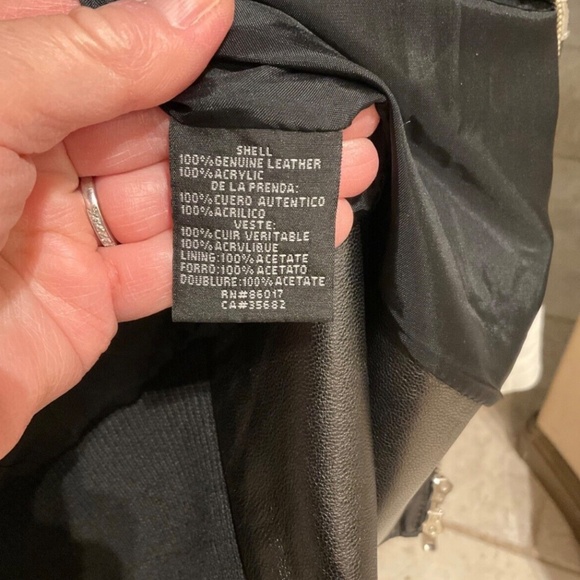 SHELL
100%GENUINE LEATHER
100%ACRYLIC
DE LA PRENDA:
100%CUERO AUTENTICO
100%ACRILICO
VESTE:
100%CUIR VERITABLE
100%ACRYLIQUE
LINING:100%ACETATE
FORRO:100%ACETATO
DOUBLURE:100%ACETATE
RN#86017
CA#35682